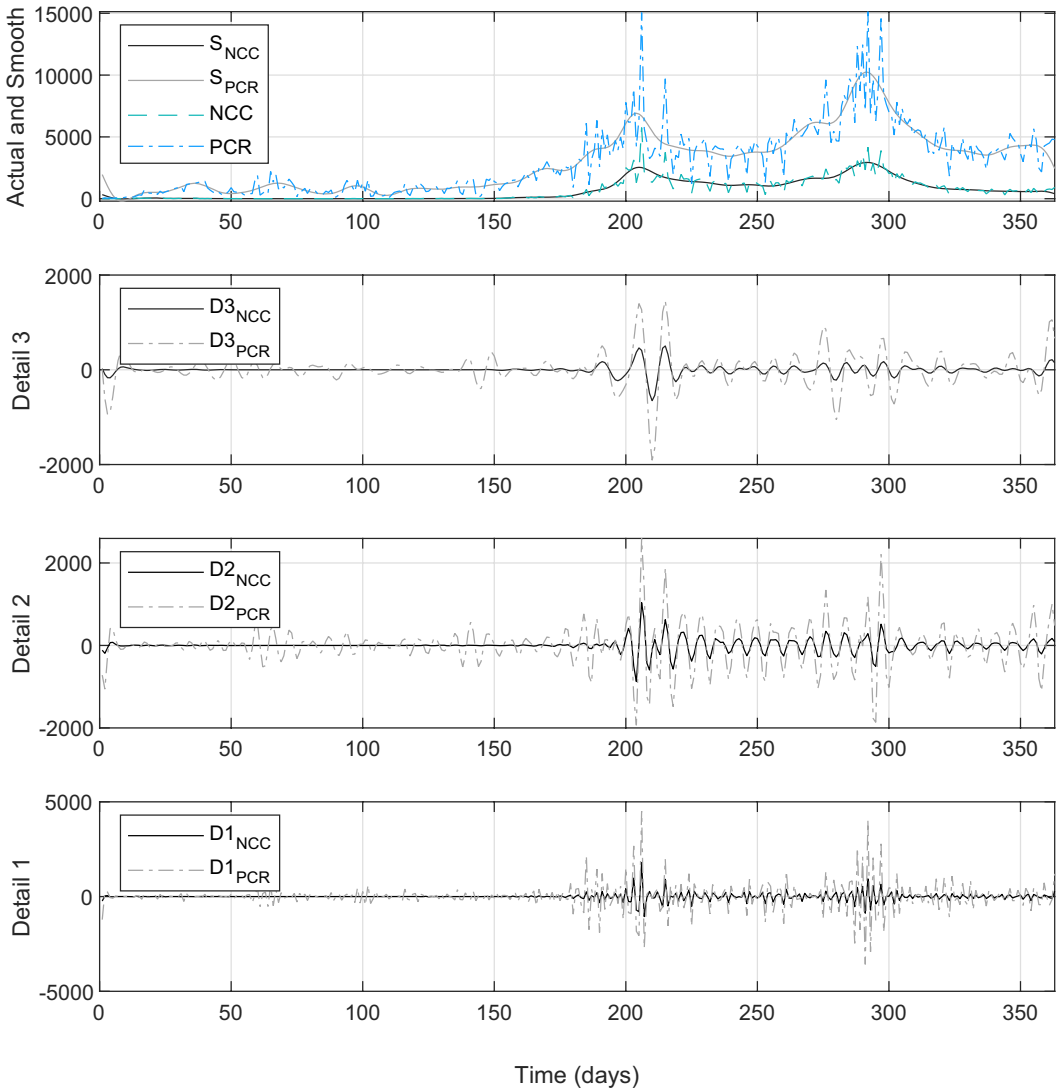 Actual and Smooth
15000
10000
5000
0
S_NCC
S_PCR
NCC
PCR
0 50 100 150 200 250 300 350
Detail 3
2000
0
-2000
D3_NCC
D3_PCR
0 50 100 150 200 250 300 350
Detail 2
2000
0
-2000
D2_NCC
D2_PCR
0 50 100 150 200 250 300 350
Detail 1
5000
0
-5000
D1_NCC
D1_PCR
0 50 100 150 200 250 300 350
Time (days)